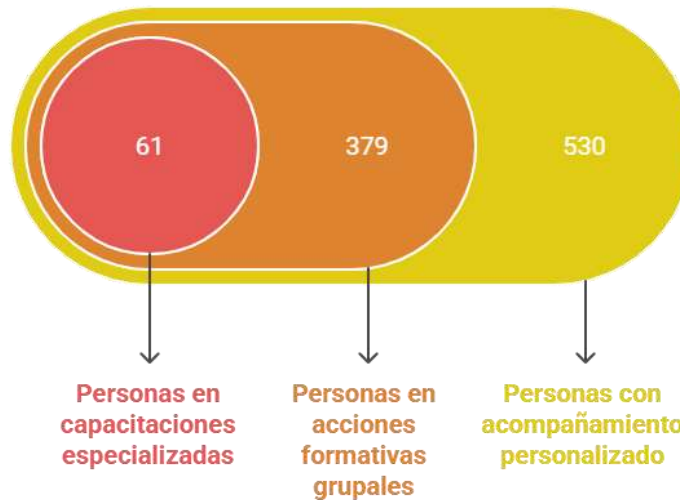 61
379
530
Personas en
capacitaciones
especializadas
Personas en
acciones
formativas
grupales
Personas con
acompañamiento
personalizado